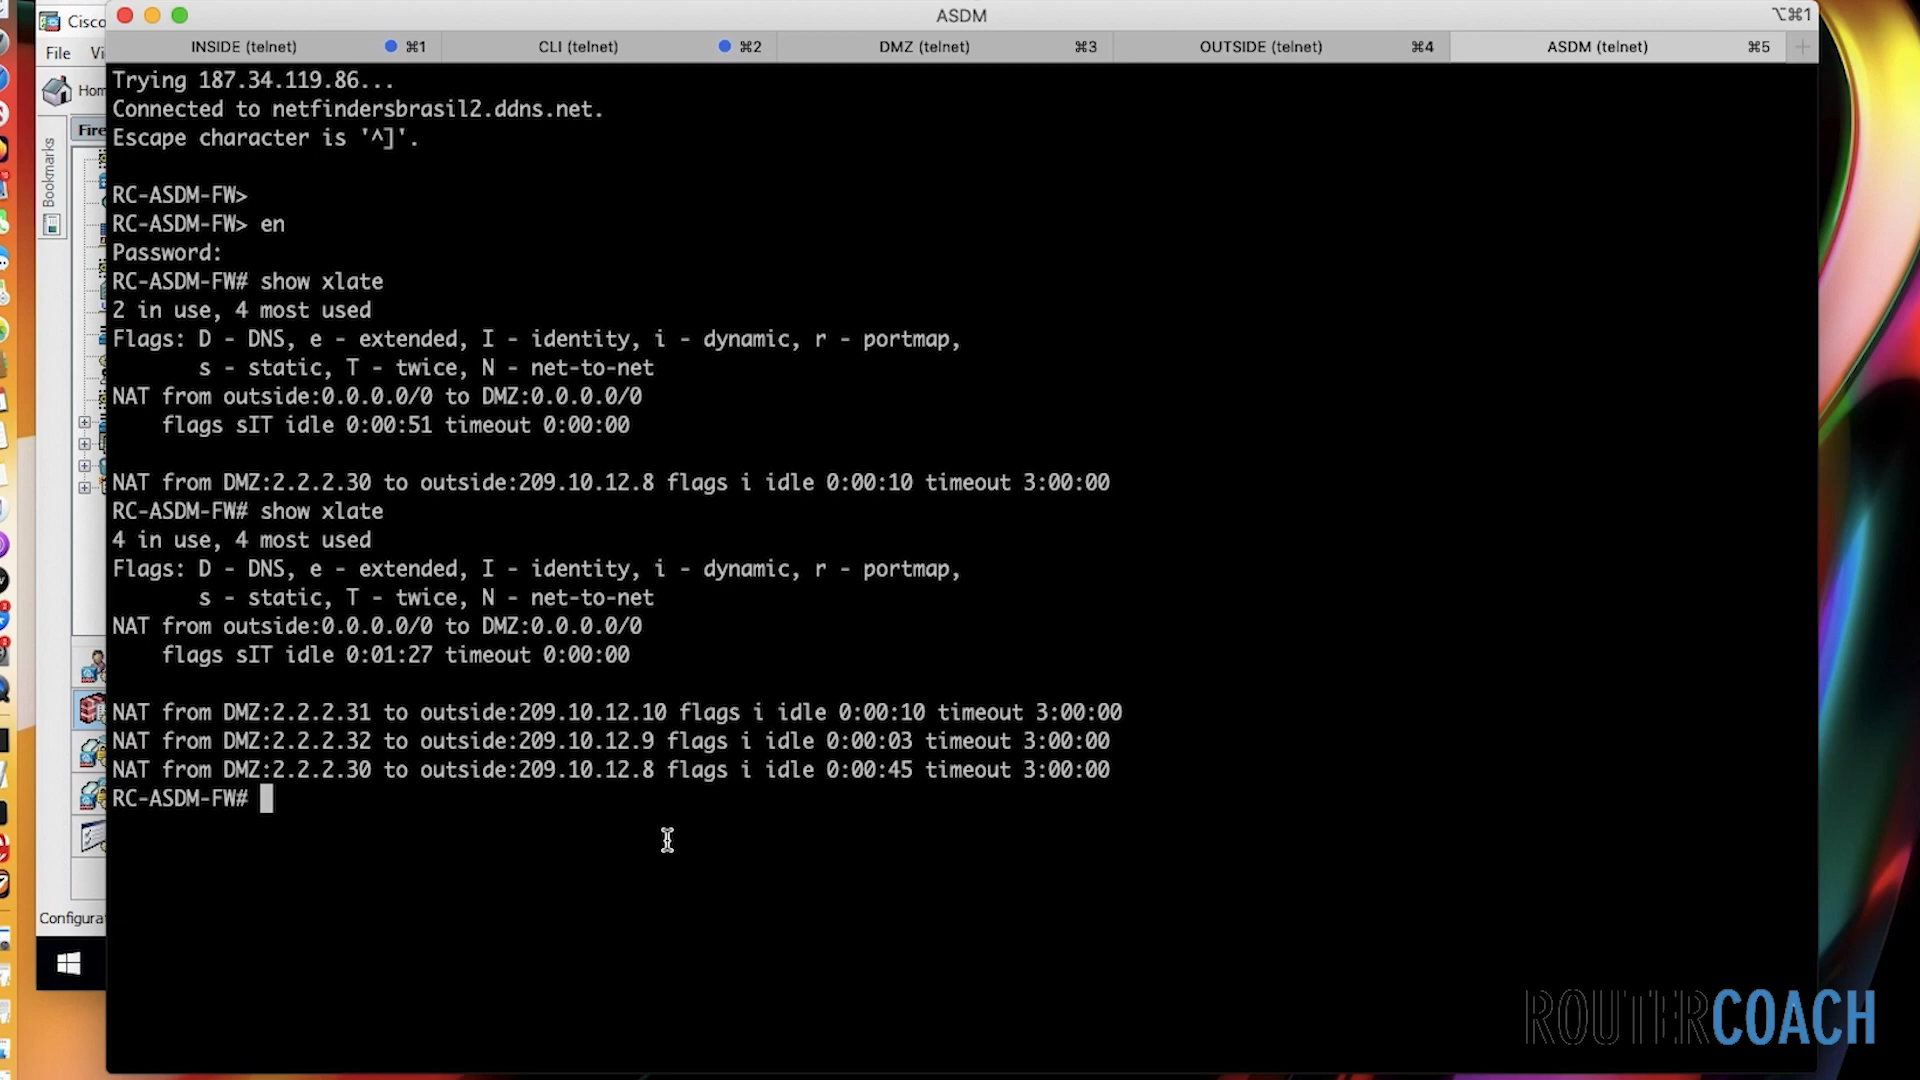 Cisco
ASDM
⌥⌘1
File Vi
INSIDE (telnet) ⌘1
CLI (telnet) ⌘2
DMZ (telnet) ⌘3
OUTSIDE (telnet) ⌘4
ASDM (telnet) ⌘5
Hom
Fire
Bookmarks
Trying 187.34.119.86...
Connected to netfindersbrasil2.ddns.net.
Escape character is '^]'.
RC-ASDM-FW>
RC-ASDM-FW> en
Password:
RC-ASDM-FW# show xlate
2 in use, 4 most used
Flags: D - DNS, e - extended, I - identity, i - dynamic, r - portmap,
s - static, T - twice, N - net-to-net
NAT from outside:0.0.0.0/0 to DMZ:0.0.0.0/0
flags sIT idle 0:00:51 timeout 0:00:00
NAT from DMZ:2.2.2.30 to outside:209.10.12.8 flags i idle 0:00:10 timeout 3:00:00
RC-ASDM-FW# show xlate
4 in use, 4 most used
Flags: D - DNS, e - extended, I - identity, i - dynamic, r - portmap,
s - static, T - twice, N - net-to-net
NAT from outside:0.0.0.0/0 to DMZ:0.0.0.0/0
flags sIT idle 0:01:27 timeout 0:00:00
NAT from DMZ:2.2.2.31 to outside:209.10.12.10 flags i idle 0:00:10 timeout 3:00:00
NAT from DMZ:2.2.2.32 to outside:209.10.12.9 flags i idle 0:00:03 timeout 3:00:00
NAT from DMZ:2.2.2.30 to outside:209.10.12.8 flags i idle 0:00:45 timeout 3:00:00
RC-ASDM-FW#
Configura
ROUTERCOACH